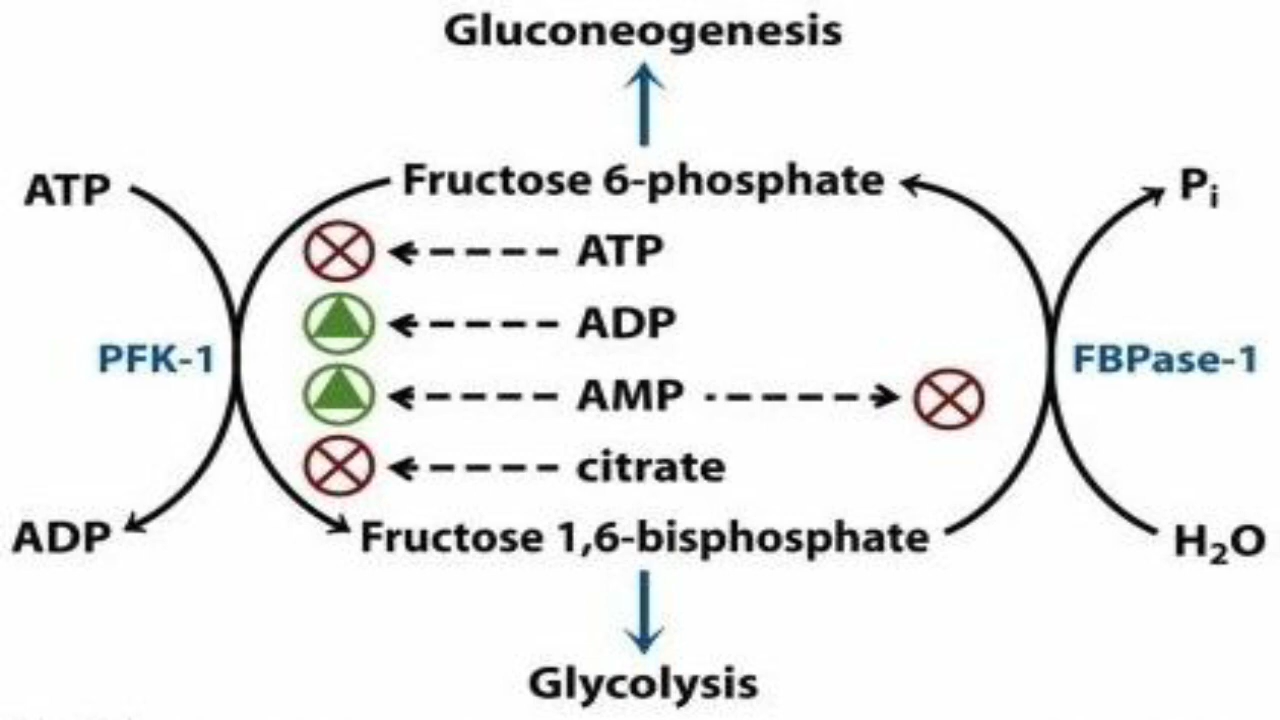 Gluconeogenesis
ATP
Fructose 6-phosphate
Pi
ATP
ADP
PFK-1
FBPase-1
AMP
citrate
ADP
Fructose 1,6-bisphosphate
H₂O
Glycolysis